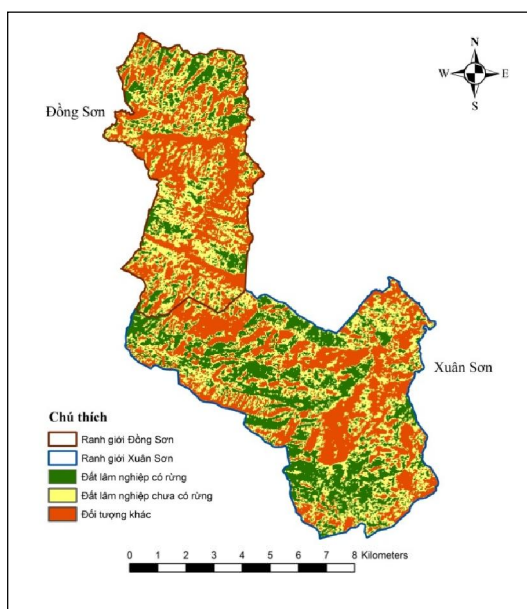 N
W E
S
Đồng Sơn
Xuân Sơn
Chú thích
Ranh giới Đồng Sơn
Ranh giới Xuân Sơn
Đất lâm nghiệp có rừng
Đất lâm nghiệp chưa có rừng
Đối tượng khác
0 1 2 3 4 5 6 7 8 Kilometers